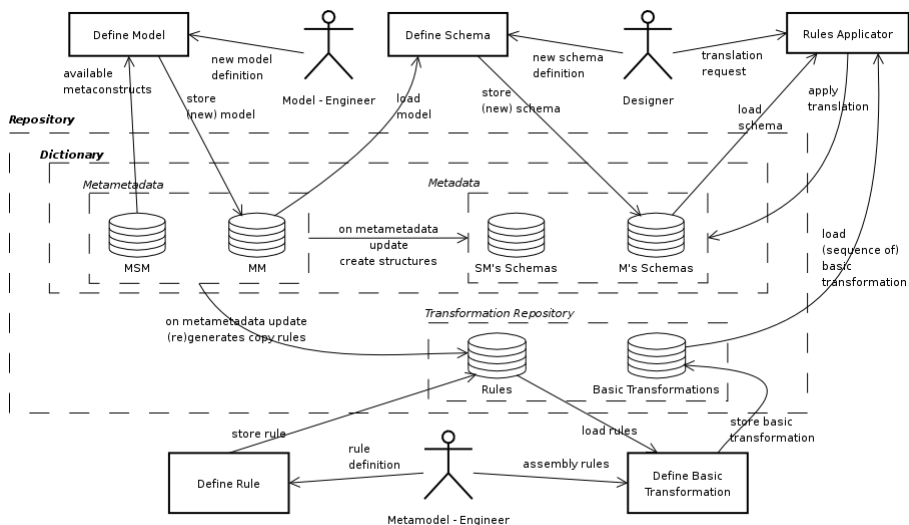 Define Model
Define Schema
Rules Applicator
new model
definition
new schema
definition
translation
request
available
metaconstructs
Model - Engineer
Designer
store
(new) model
load
model
store
(new) schema
load
schema
apply
translation
Repository
Dictionary
Metametadata
Metadata
on metametadata
update
create structures
MSM
MM
SM's Schemas
M's Schemas
load
(sequence of)
basic
transformation
Transformation Repository
on metametadata update
(re)generates copy rules
Rules
Basic Transformations
store rule
load rules
store basic
transformation
rule
definition
assembly rules
Define Rule
Define Basic
Transformation
Metamodel - Engineer